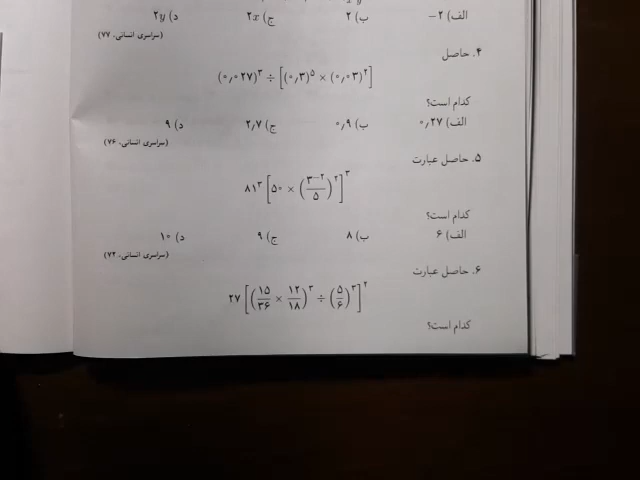 الف) ۲− ب) ۲ ج) ۲x د) ۲y
(سراسری انسانی، ۷۷)
۴. حاصل
(۰٫۰۲۷)^۳ ÷ [(۰٫۳)^۵ × (۰٫۰۳)^۲]
کدام است؟
الف) ۰٫۲۷ ب) ۰٫۹ ج) ۲٫۷ د) ۹
(سراسری انسانی، ۷۶)
۵. حاصل عبارت
۸۱^۳ [۵۰ × (۳^−۲/۵)^۲]^۳
کدام است؟
الف) ۶ ب) ۸ ج) ۹ د) ۱۰
(سراسری انسانی، ۷۲)
۶. حاصل عبارت
۲۷ [(۱۵/۳۶ × ۱۲/۱۸)^۳ ÷ (۵/۶)^۳]^۲
کدام است؟